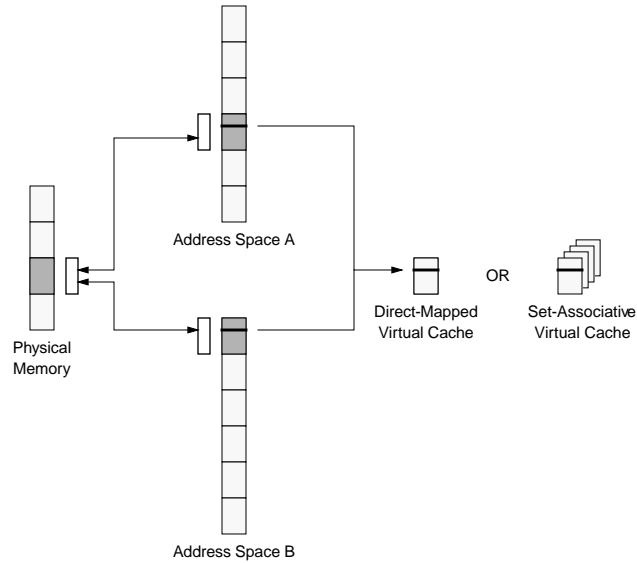 Address Space A
Physical
Memory
Direct-Mapped
Virtual Cache
OR
Set-Associative
Virtual Cache
Address Space B